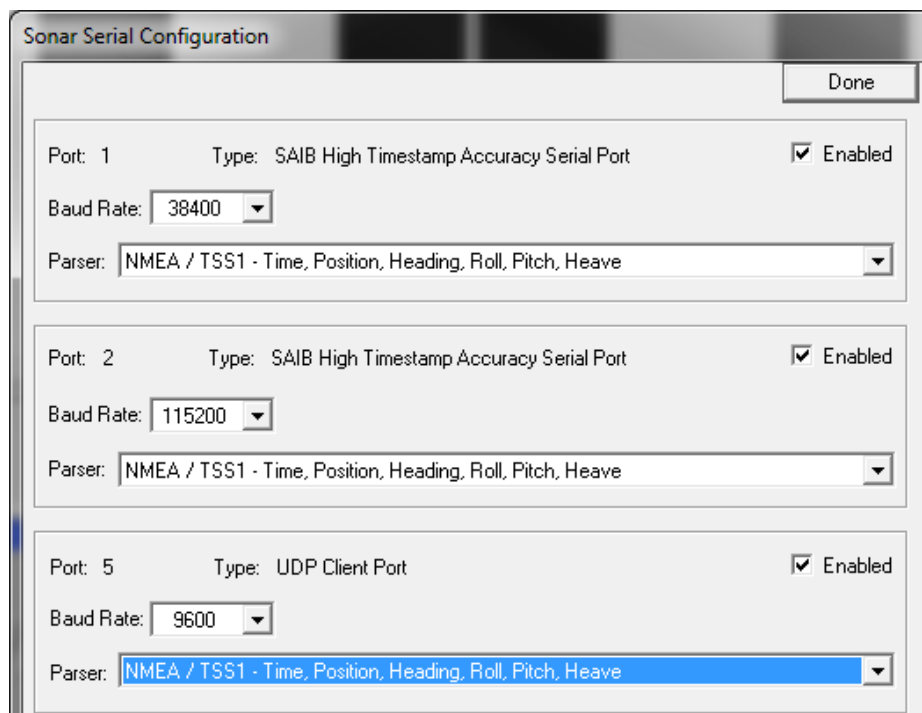 Sonar Serial Configuration
Done
Port: 1 Type: SAIB High Timestamp Accuracy Serial Port Enabled
Baud Rate: 38400
Parser: NMEA / TSS1 - Time, Position, Heading, Roll, Pitch, Heave
Port: 2 Type: SAIB High Timestamp Accuracy Serial Port Enabled
Baud Rate: 115200
Parser: NMEA / TSS1 - Time, Position, Heading, Roll, Pitch, Heave
Port: 5 Type: UDP Client Port Enabled
Baud Rate: 9600
Parser: NMEA / TSS1 - Time, Position, Heading, Roll, Pitch, Heave